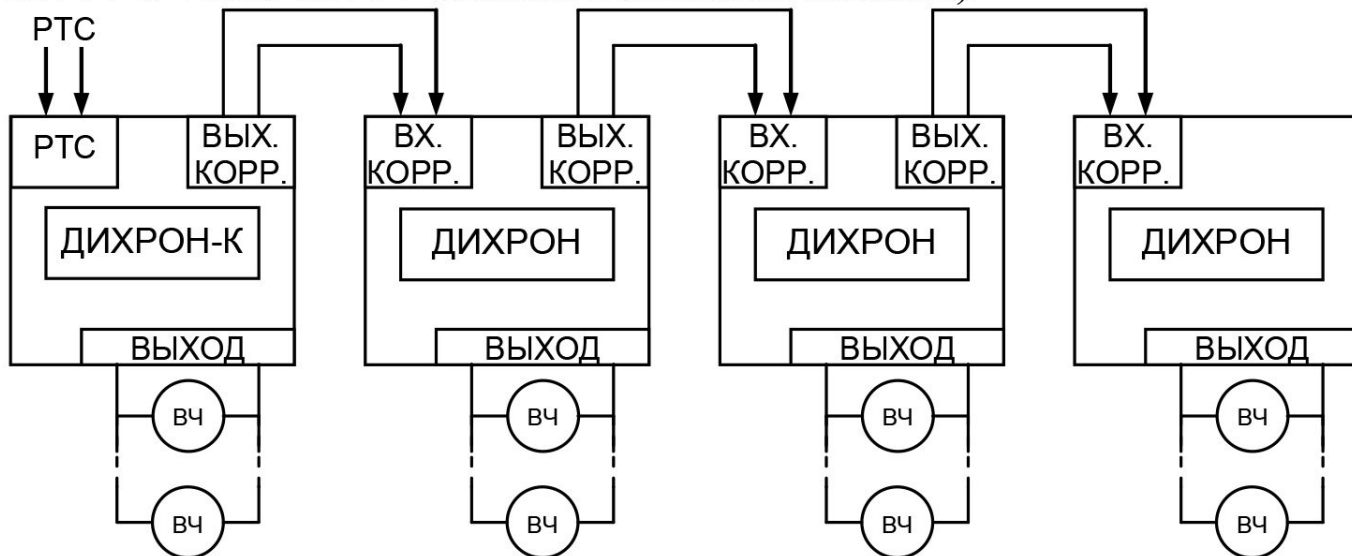 РТС
РТС
ВЫХ.
КОРР.
ДИХРОН-К
ВЫХОД
ВЧ
ВЧ
ВХ.
КОРР.
ВЫХ.
КОРР.
ДИХРОН
ВЫХОД
ВЧ
ВЧ
ВХ.
КОРР.
ВЫХ.
КОРР.
ДИХРОН
ВЫХОД
ВЧ
ВЧ
ВХ.
КОРР.
ДИХРОН
ВЫХОД
ВЧ
ВЧ